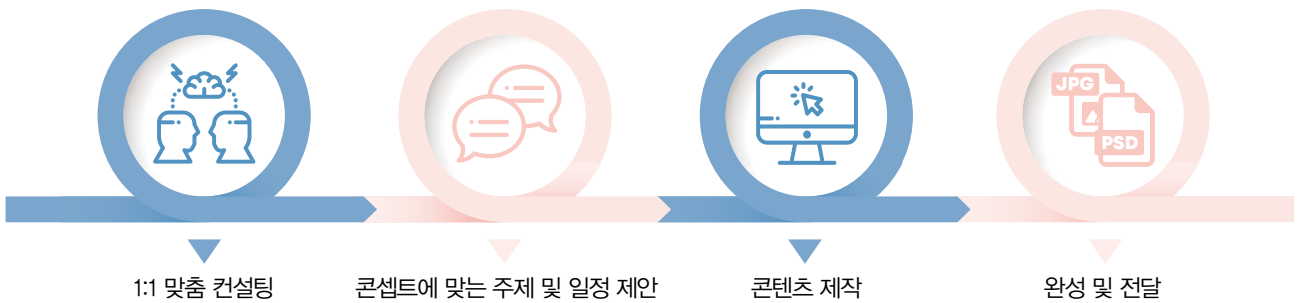 JPG
PSD
1:1 맞춤 컨설팅
콘셉트에 맞는 주제 및 일정 제안
콘텐츠 제작
완성 및 전달